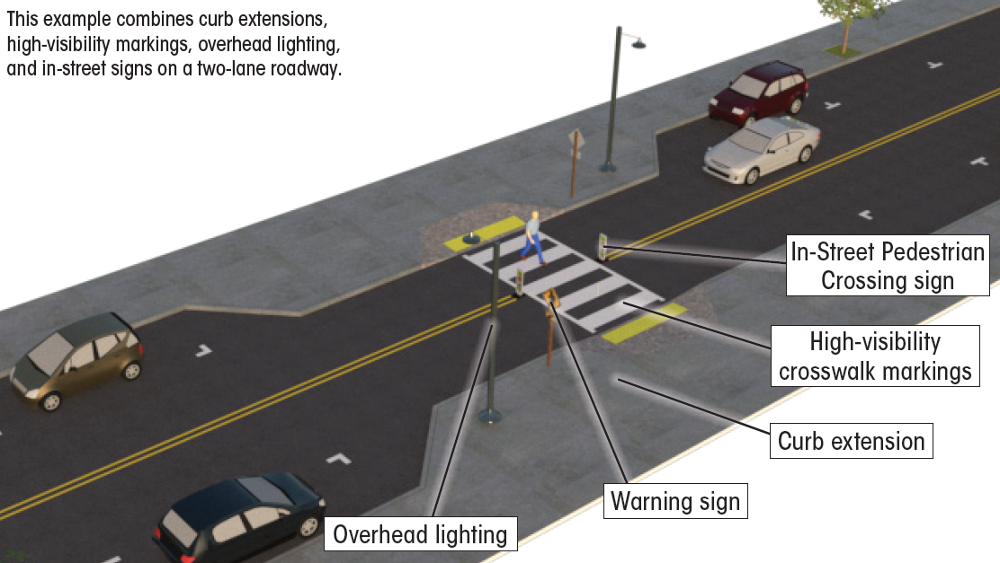 This example combines curb extensions,
high-visibility markings, overhead lighting,
and in-street signs on a two-lane roadway.
In-Street Pedestrian
Crossing sign
High-visibility
crosswalk markings
Curb extension
Warning sign
Overhead lighting